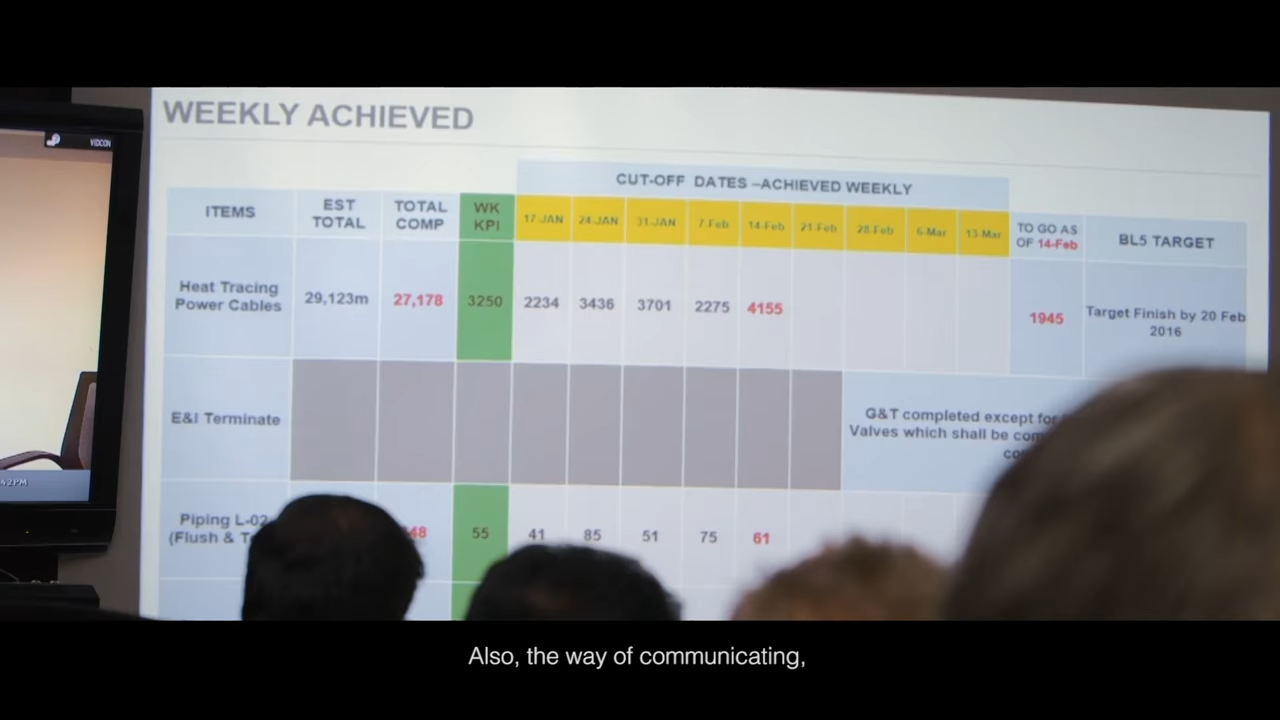 VIDCON
WEEKLY ACHIEVED
CUT-OFF DATES –ACHIEVED WEEKLY
ITEMS
EST
TOTAL
TOTAL
COMP
WK
KPI
17-JAN
24-JAN
31-JAN
7-Feb
14-Feb
21-Feb
28-Feb
6-Mar
13-Mar
TO GO AS
OF 14-Feb
BL5 TARGET
Heat Tracing
Power Cables
29,123m
27,178
3250
2234
3436
3701
2275
4155
1945
Target Finish by 20 Feb
2016
E&I Terminate
G&T completed except for
Valves which shall be
Piping L-02
(Flush &
48
55
41
85
51
75
61
42PM
Also, the way of communicating,